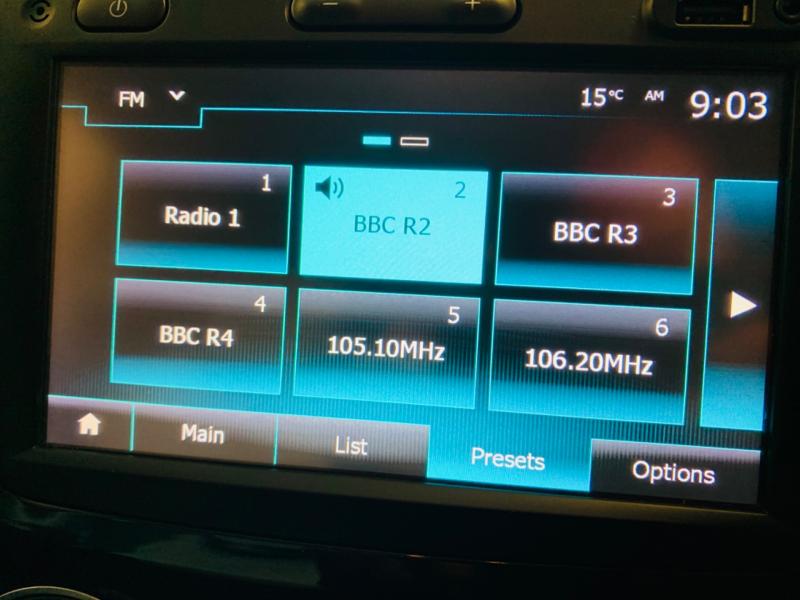 FM
15°C AM 9:03
1
Radio 1
2
BBC R2
3
BBC R3
4
BBC R4
5
105.10MHz
6
106.20MHz
Main
List
Presets
Options